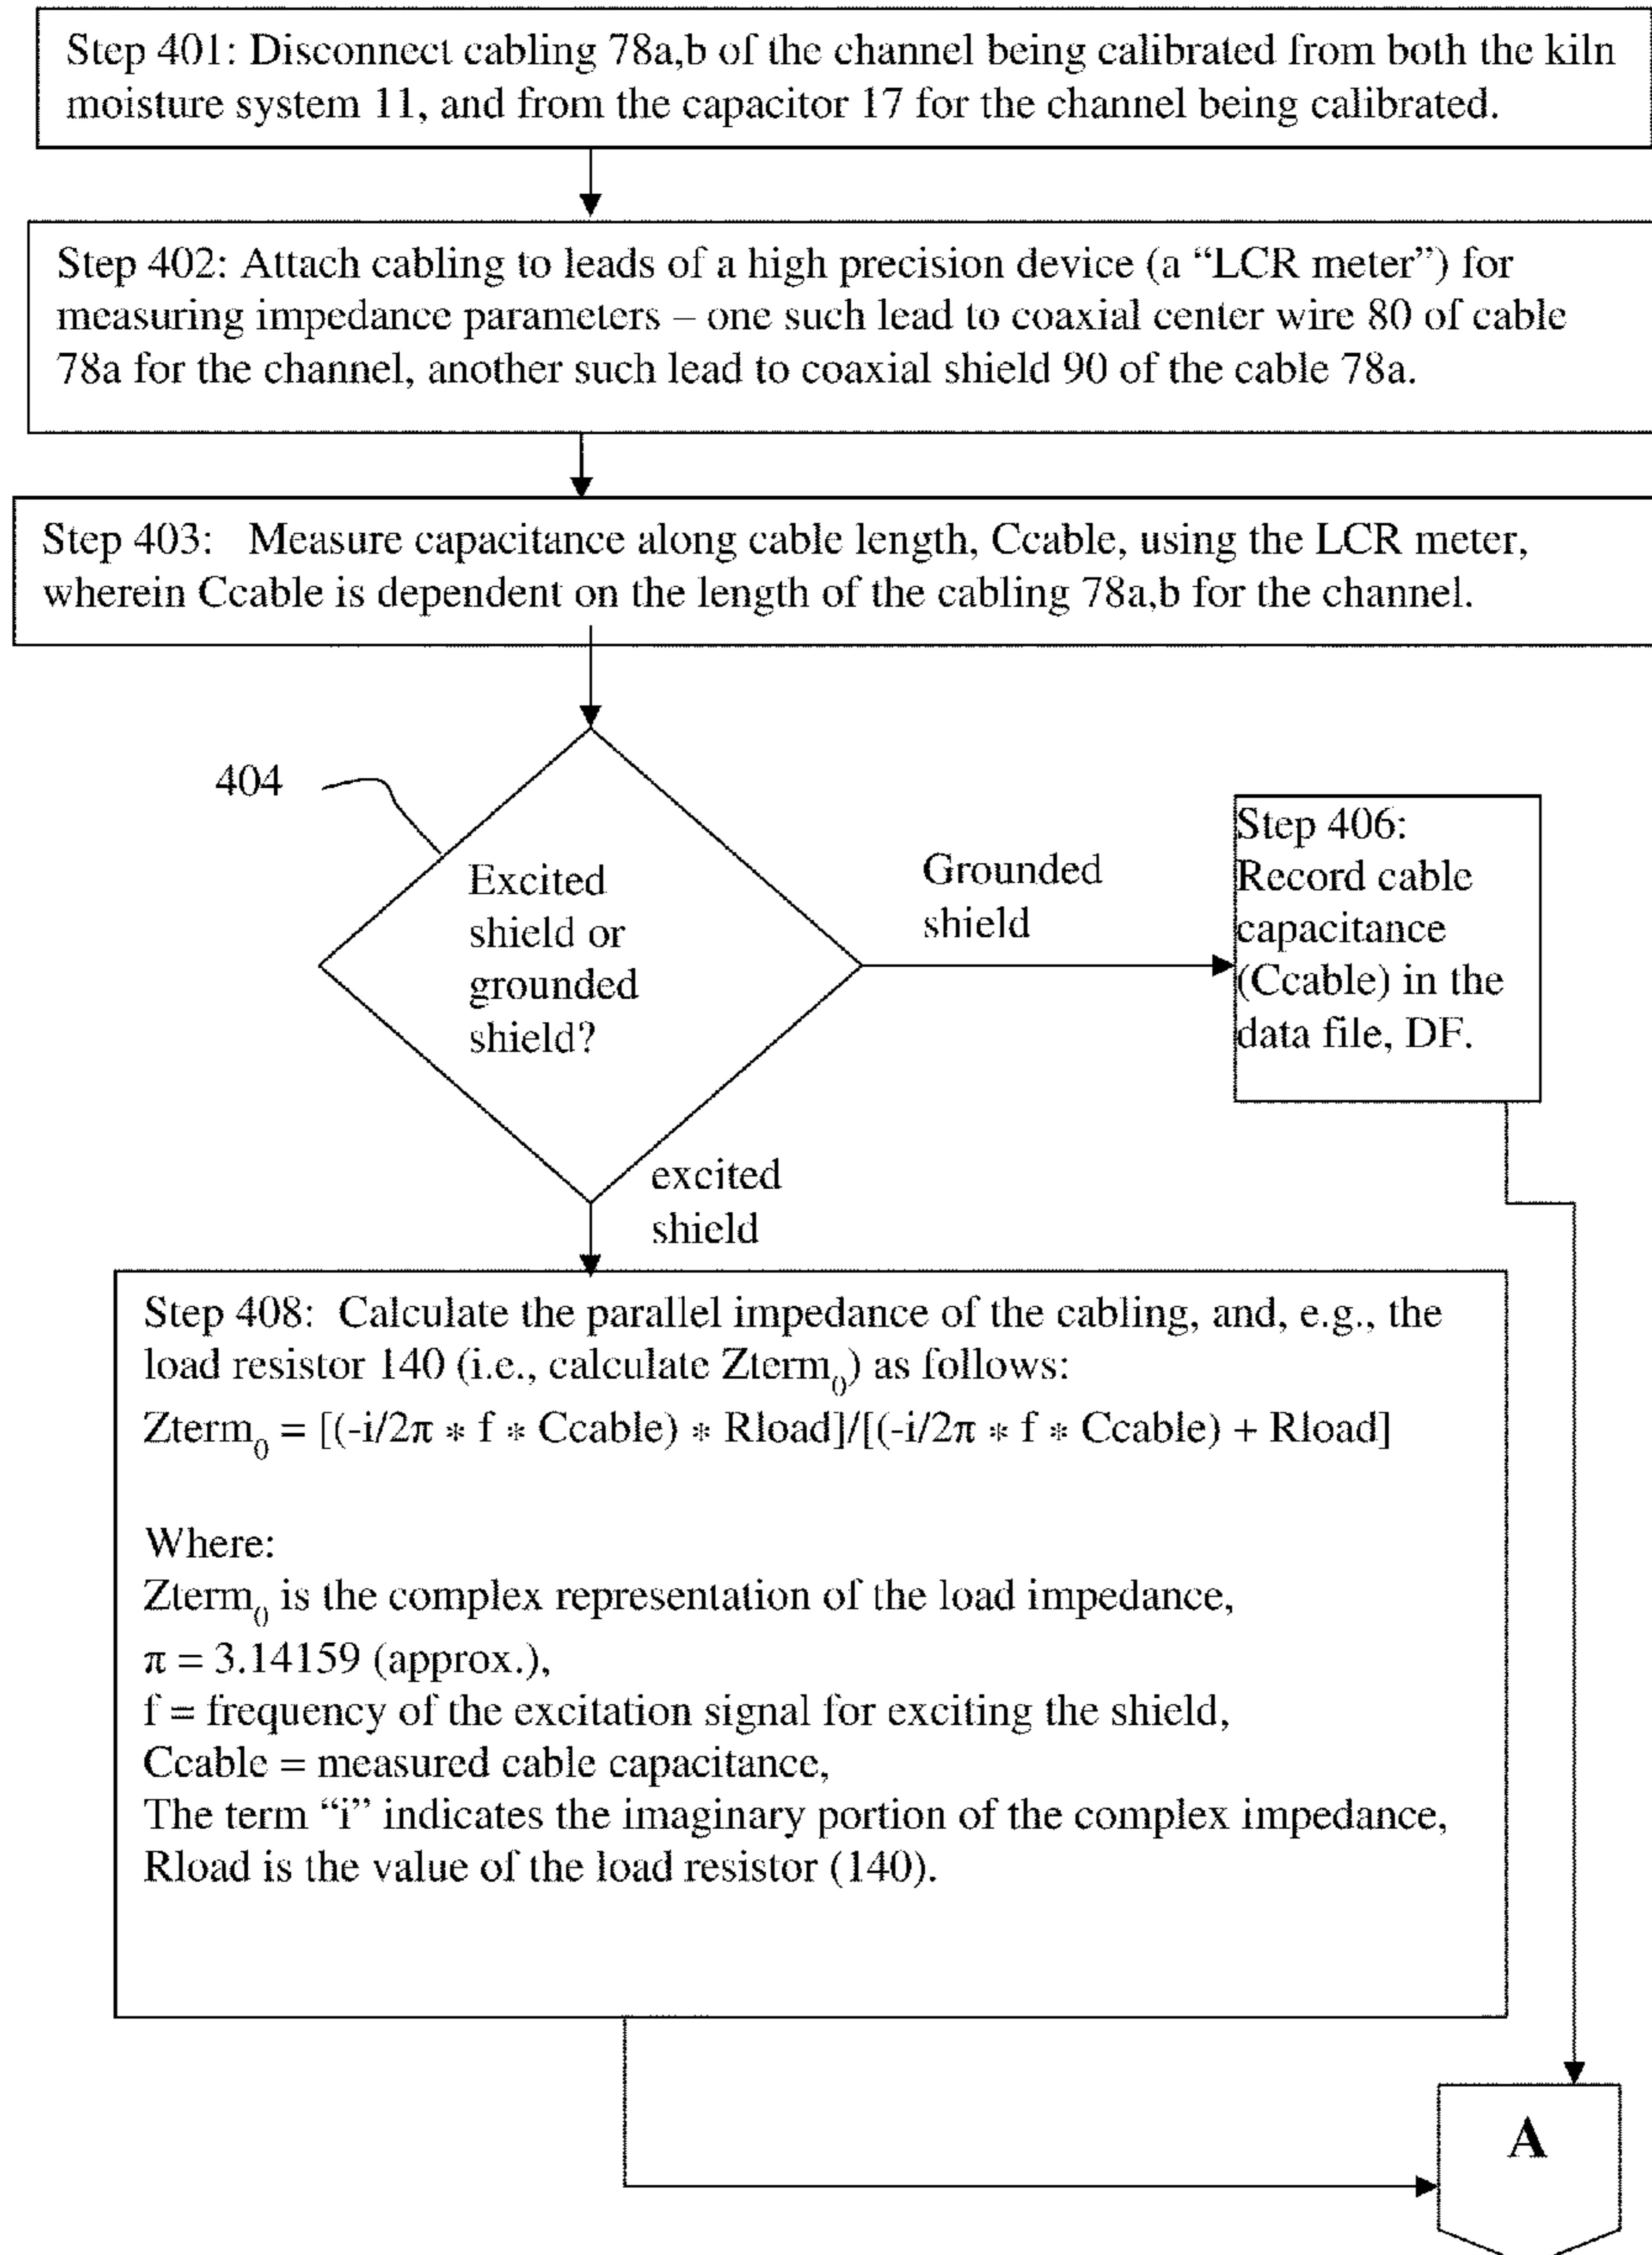 Step 401: Disconnect cabling 78a,b of the channel being calibrated from both the kiln
moisture system 11, and from the capacitor 17 for the channel being calibrated.
Step 402: Attach cabling to leads of a high precision device (a “LCR meter”) for
measuring impedance parameters – one such lead to coaxial center wire 80 of cable
78a for the channel, another such lead to coaxial shield 90 of the cable 78a.
Step 403: Measure capacitance along cable length, Ccable, using the LCR meter,
wherein Ccable is dependent on the length of the cabling 78a,b for the channel.
404
Excited
shield or
grounded
shield?
Grounded
shield
Step 406:
Record cable
capacitance
(Ccable) in the
data file, DF.
excited
shield
Step 408: Calculate the parallel impedance of the cabling, and, e.g., the
load resistor 140 (i.e., calculate Zterm₀) as follows:
Zterm₀ = [(-i/2π * f * Ccable) * Rload]/[(-i/2π * f * Ccable) + Rload]
Where:
Zterm₀ is the complex representation of the load impedance,
π = 3.14159 (approx.),
f = frequency of the excitation signal for exciting the shield,
Ccable = measured cable capacitance,
The term “i” indicates the imaginary portion of the complex impedance,
Rload is the value of the load resistor (140).
A